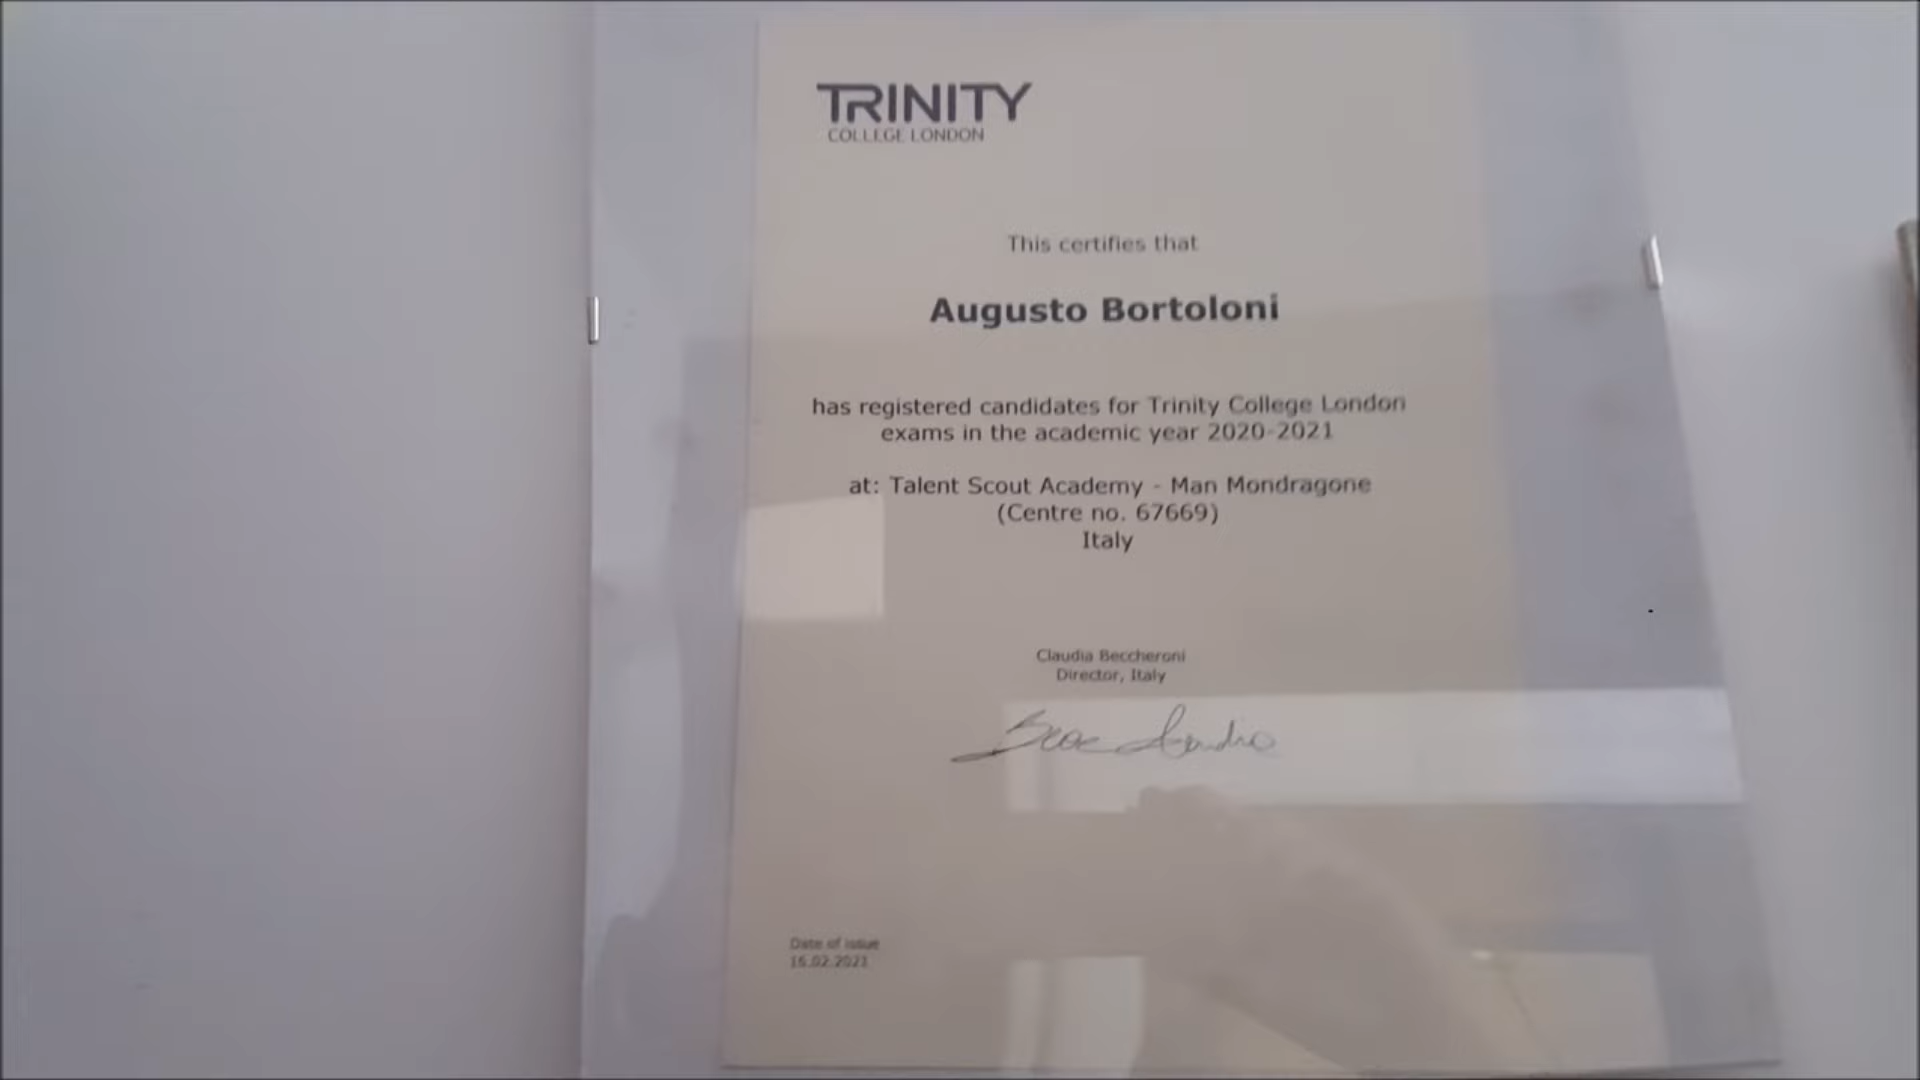 TRINITY
COLLEGE LONDON
This certifies that
Augusto Bortoloni
has registered candidates for Trinity College London
exams in the academic year 2020-2021
at: Talent Scout Academy - Man Mondragone
(Centre no. 67669)
Italy
Claudia Beccheroni
Director, Italy
Date of issue
16.02.2021